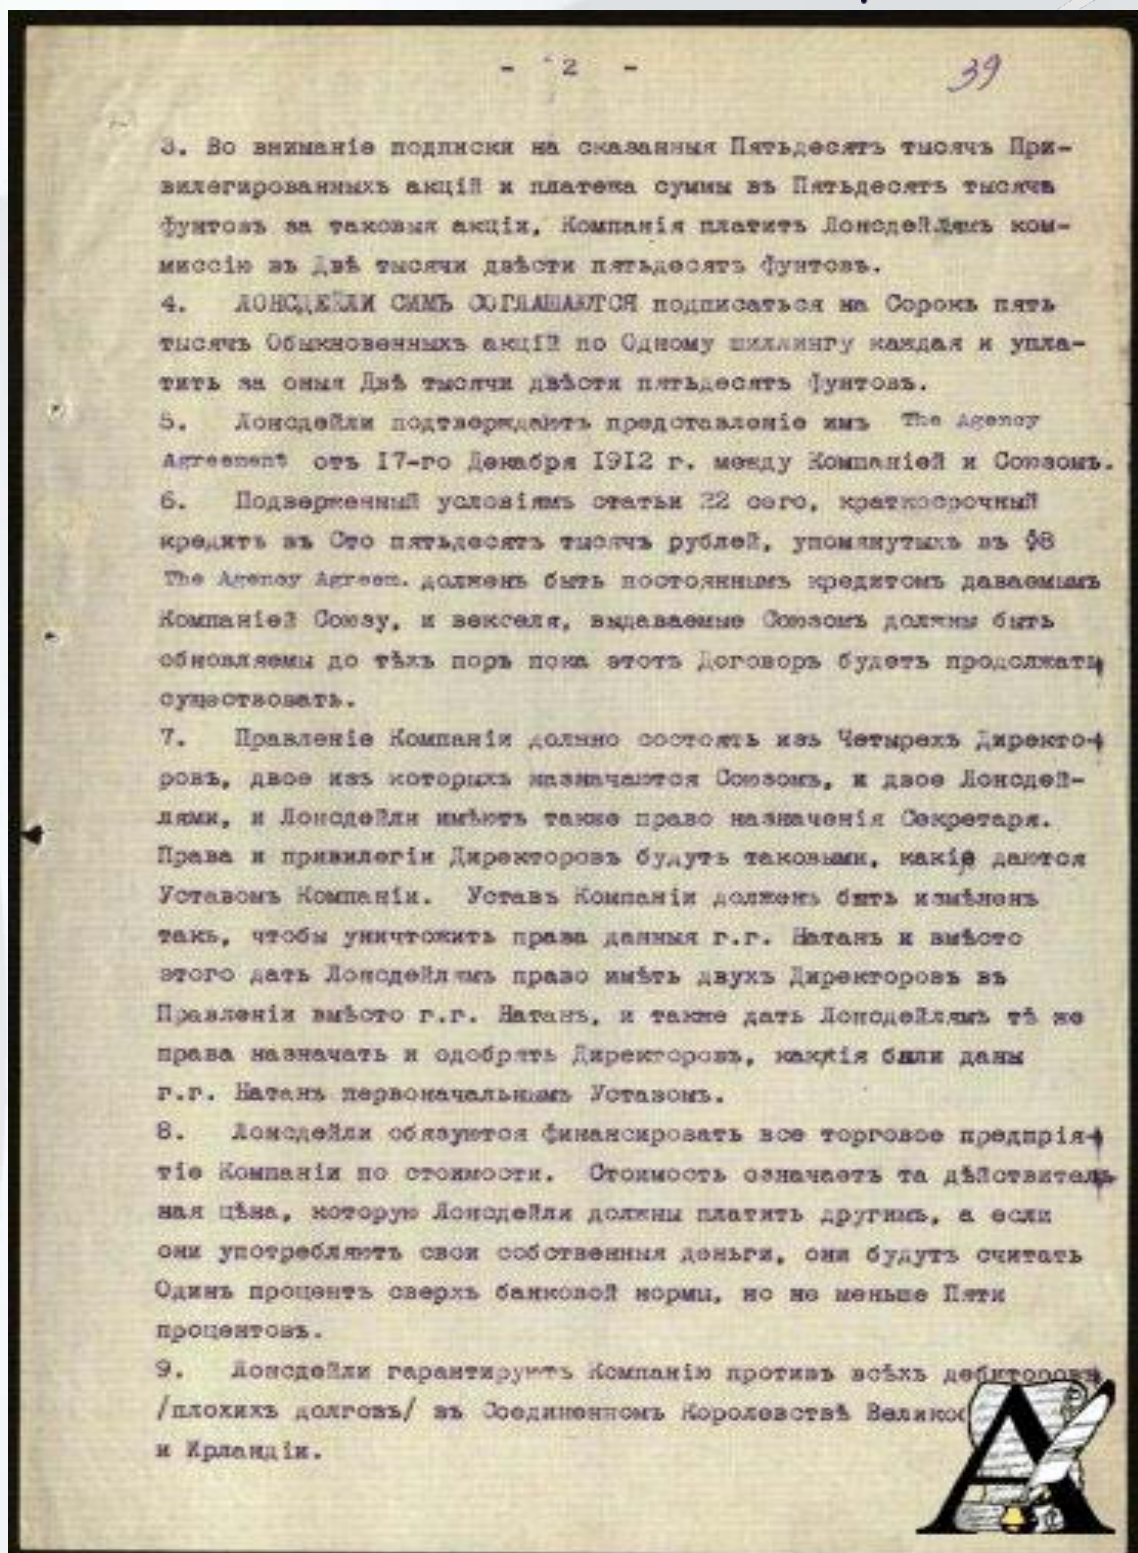 - 2 -
39
3. Во вниманіе подписки на сказанныя Пятьдесятъ тысячъ При-
вилегированныхъ акцій и платежа суммы въ Пятьдесятъ тысячъ
фунтовъ за таковыя акціи, Компанія платитъ Лонсдейлямъ ком-
миссію въ Двѣ тысячи двѣсти пятьдесятъ фунтовъ.
4. ЛОНСДЕЙЛИ СИМЪ СОГЛАШАЮТСЯ подписаться на Сорокъ пять
тысячъ Обыкновенныхъ акцій по Одному шиллингу каждая и упла-
тить за оныя Двѣ тысячи двѣсти пятьдесятъ фунтовъ.
5. Лонсдейли подтверждаютъ представленіе имъ The Agency
Agreement отъ 17-го Декабря 1912 г. между Компаніей и Союзомъ.
6. Подверженный условіямъ статьи 22 сего, краткосрочный
кредитъ въ Сто пятьдесятъ тысячъ рублей, упомянутыхъ въ §8
The Agency Agreem. долженъ быть постояннымъ кредитомъ даваемымъ
Компаніей Союзу, и векселя, выдаваемые Союзомъ должны быть
обновляемы до тѣхъ поръ пока этотъ Договоръ будетъ продолжать
существовать.
7. Правленіе Компаніи должно состоять изъ Четырехъ Директо-
ровъ, двое изъ которыхъ назначаются Союзомъ, и двое Лонсдей-
лями, и Лонсдейли имѣютъ также право назначенія Секретаря.
Права и привилегіи Директоровъ будутъ таковыми, какіе даются
Уставомъ Компаніи. Уставъ Компаніи долженъ быть измѣненъ
такъ, чтобы уничтожить права данныя г.г. Натанъ и вмѣсто
этого дать Лонсдейлямъ право имѣть двухъ Директоровъ въ
Правленіи вмѣсто г.г. Натанъ, и также дать Лонсдейлямъ тѣ же
права назначать и одобрять Директоровъ, какія были даны
г.г. Натанъ первоначальнымъ Уставомъ.
8. Лонсдейли обязуются финансировать все торговое предпрія-
тіе Компаніи по стоимости. Стоимость означаетъ та дѣйствитель
ная цѣна, которую Лонсдейли должны платить другимъ, а если
они употребляютъ свои собственныя деньги, они будутъ считать
Одинъ процентъ сверхъ банковой нормы, но не меньше Пяти
процентовъ.
9. Лонсдейли гарантируютъ Компанію противъ всѣхъ дебиторовъ
/плохихъ долговъ/ въ Соединенномъ Королевствѣ Велико
и Ирландіи.